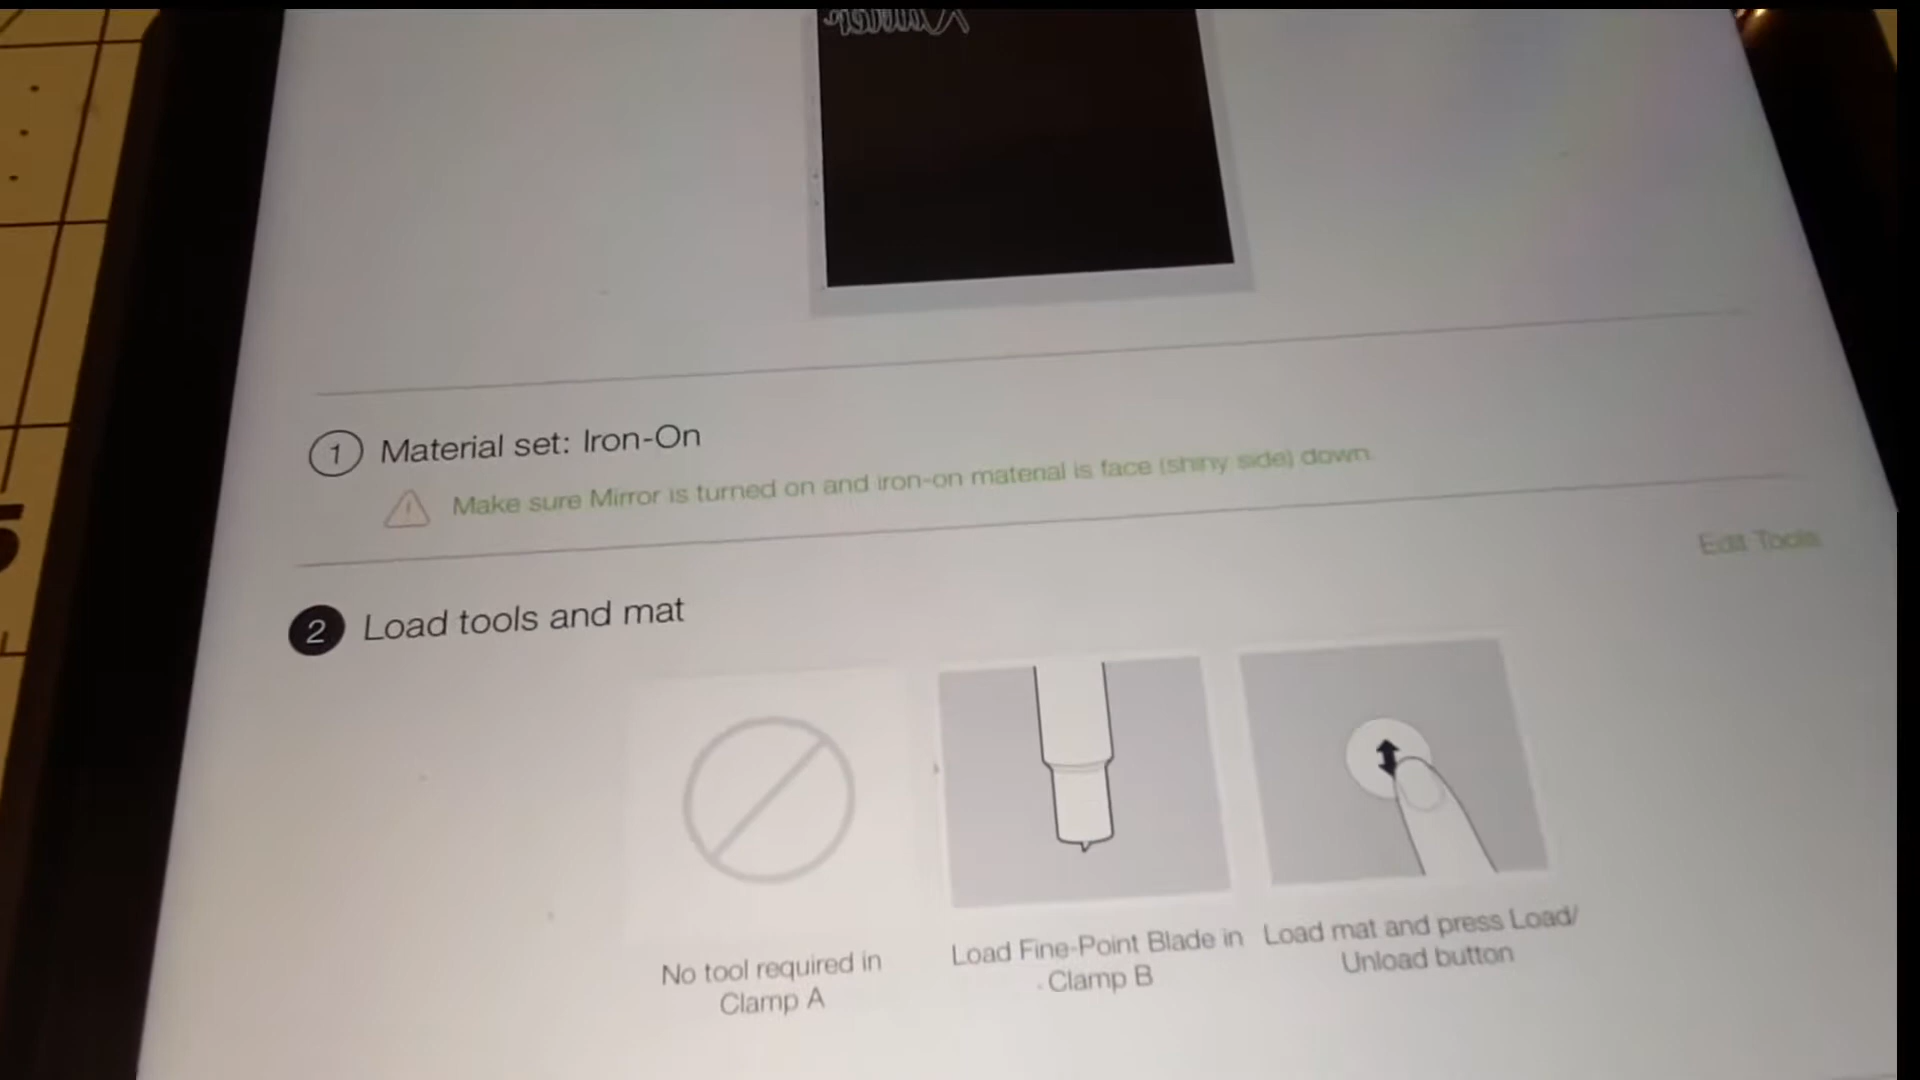 1 Material set: Iron-On
Make sure Mirror is turned on and iron-on material is face (shiny side) down.
Edit Tools
2 Load tools and mat
No tool required in
Clamp A
Load Fine-Point Blade in
Clamp B
Load mat and press Load/
Unload button